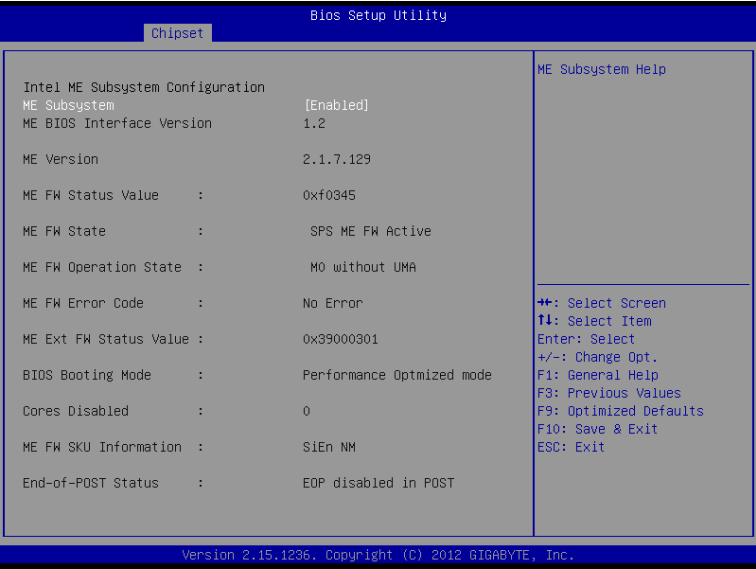 Bios Setup Utility
Chipset
Intel ME Subsystem Configuration
ME Subsystem [Enabled]
ME BIOS Interface Version 1.2
ME Version 2.1.7.129
ME FW Status Value : 0xf0345
ME FW State : SPS ME FW Active
ME FW Operation State : M0 without UMA
ME FW Error Code : No Error
ME Ext FW Status Value : 0x39000301
BIOS Booting Mode : Performance Optmized mode
Cores Disabled : 0
ME FW SKU Information : SiEn NM
End-of-POST Status : EOP disabled in POST
ME Subsystem Help
→←: Select Screen
↑↓: Select Item
Enter: Select
+/-: Change Opt.
F1: General Help
F3: Previous Values
F9: Optimized Defaults
F10: Save & Exit
ESC: Exit
Version 2.15.1236. Copyright (C) 2012 GIGABYTE, Inc.